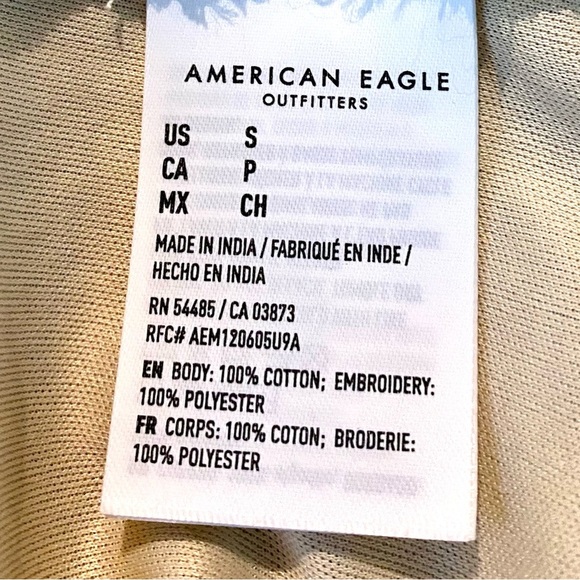 AMERICAN EAGLE
OUTFITTERS
US S
CA P
MX CH
MADE IN INDIA / FABRIQUÉ EN INDE /
HECHO EN INDIA
RN 54485 / CA 03873
RFC# AEM120605U9A
EN BODY: 100% COTTON; EMBROIDERY:
100% POLYESTER
FR CORPS: 100% COTON; BRODERIE:
100% POLYESTER